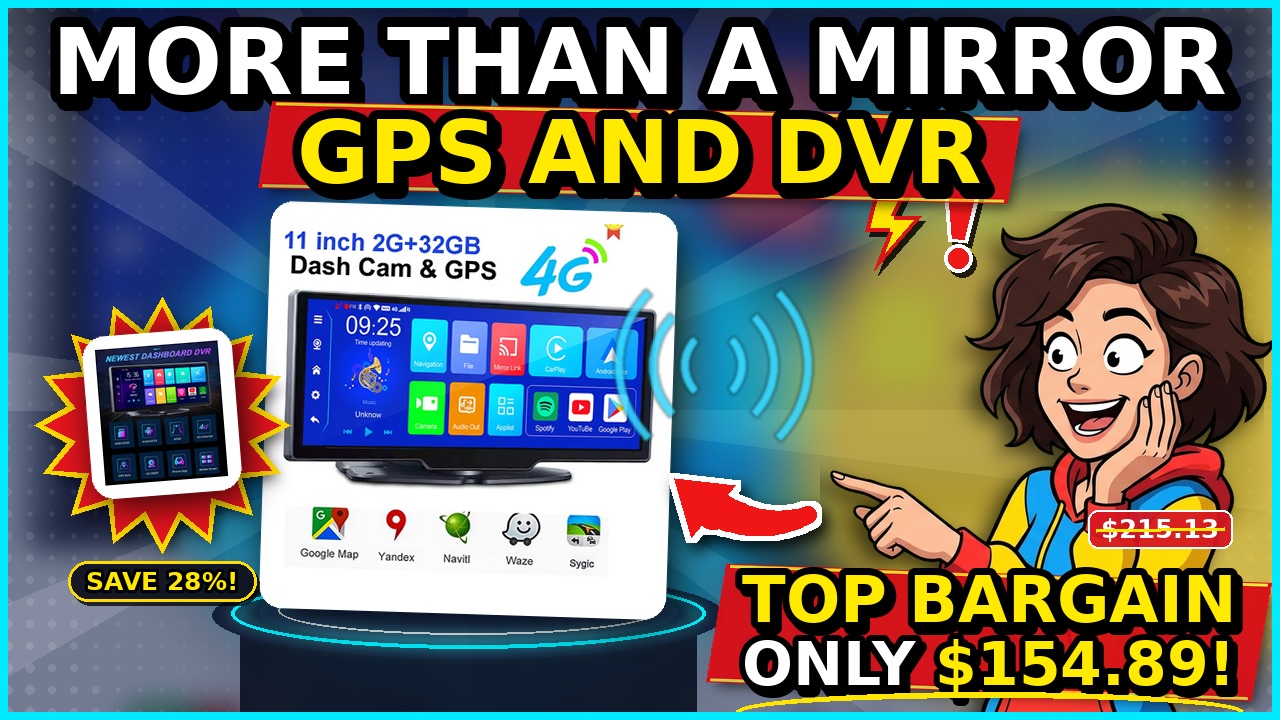 MORE THAN A MIRROR
GPS AND DVR
11 inch 2G+32GB
Dash Cam & GPS
4G
09:25
Time updating
Music
Unknow
Navigation
File
Mirror Link
CarPlay
Camera
Audio Out
Applist
Spotify
YouTube
Google Play
Google Map
Yandex
Navitl
Waze
Sygic
NEWEST DASHBOARD DVR
SAVE 28%!
$215.13
TOP BARGAIN
ONLY $154.89!